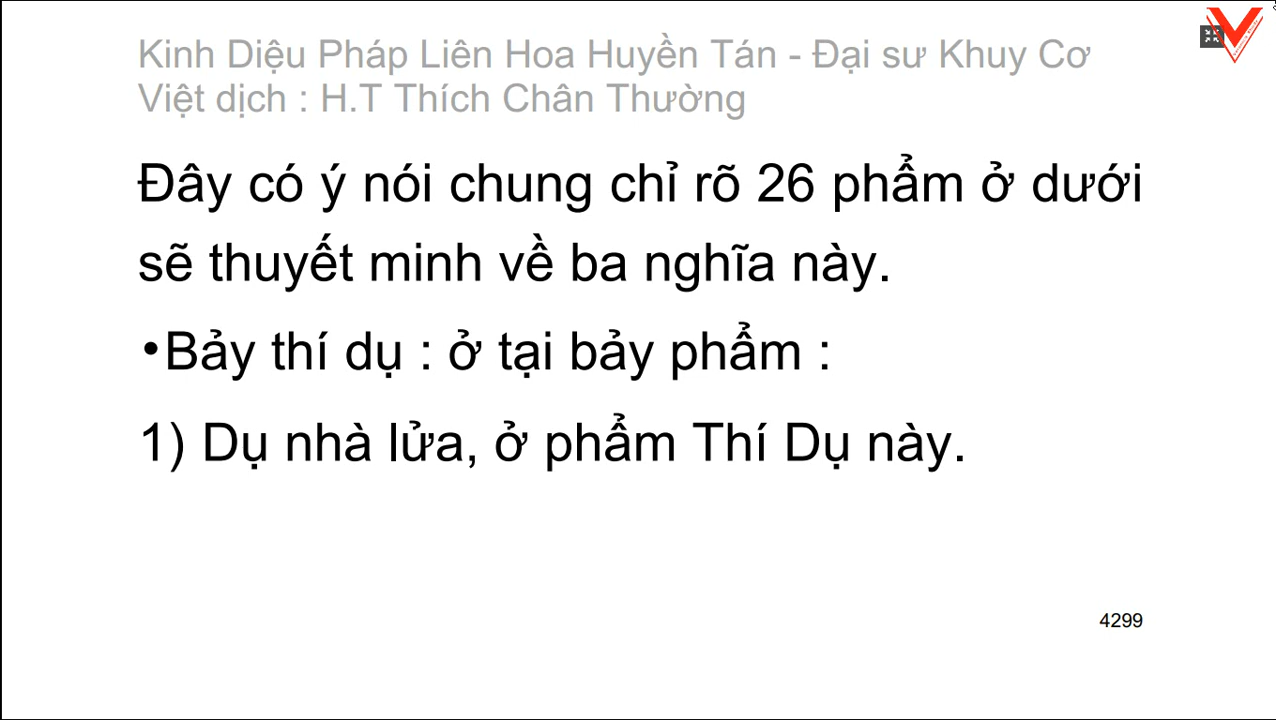 Kinh Diệu Pháp Liên Hoa Huyền Tán - Đại sư Khuy Cơ
Việt dịch : H.T Thích Chân Thường
Đây có ý nói chung chỉ rõ 26 phẩm ở dưới
sẽ thuyết minh về ba nghĩa này.
•Bảy thí dụ : ở tại bảy phẩm :
1) Dụ nhà lửa, ở phẩm Thí Dụ này.
4299